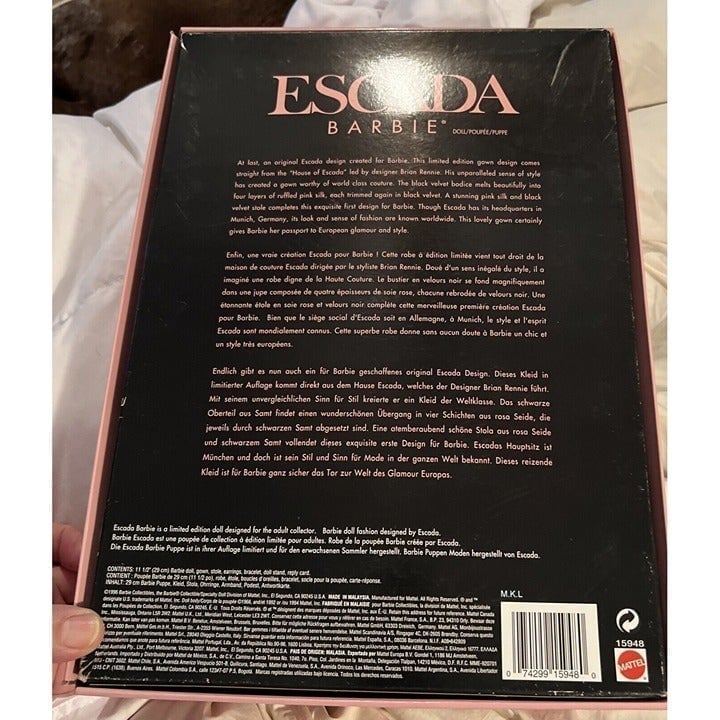 ESCADA
BARBIE® DOLL/POUPÉE/PUPPE
At last, an original Escada design created for Barbie. This limited edition gown design comes
straight from the "House of Escada" led by designer Brian Rennie. His unparalleled sense of style
has created a gown worthy of world class couture. The black velvet bodice melts beautifully into
four layers of ruffled pink silk, each trimmed again in black velvet. A stunning pink silk and black
velvet stole completes this exquisite first design for Barbie. Though Escada has its headquarters in
Munich, Germany, its look and sense of fashion are known worldwide. This lovely gown certainly
gives Barbie her passport to European glamour and style.
Enfin, une vraie création Escada pour Barbie ! Cette robe à édition limitée vient tout droit de la
maison de couture Escada dirigée par le styliste Brian Rennie. Doué d'un sens inégalé du style, il a
imaginé une robe digne de la Haute Couture. Le bustier en velours noir se fond magnifiquement
dans une jupe composée de quatre épaisseurs de soie rose, chacune rebrodée de velours noir. Une
étonnante étole en soie rose et velours noir complète cette merveilleuse première création Escada
pour Barbie. Bien que le siège social d'Escada soit en Allemagne, à Munich, le style et l'esprit
Escada sont mondialement connus. Cette superbe robe donne sans aucun doute à Barbie un chic et
un style très européens.
Endlich gibt es nun auch ein für Barbie geschaffenes original Escada Design. Dieses Kleid in
limitierter Auflage kommt direkt aus dem Hause Escada, welches der Designer Brian Rennie führt.
Mit seinem unvergleichlichen Sinn für Stil kreierte er ein Kleid der Weltklasse. Das schwarze
Oberteil aus Samt findet einen wunderschönen Übergang in vier Schichten aus rosa Seide, die
jeweils durch schwarzen Samt abgesetzt sind. Eine atemberaubend schöne Stola aus rosa Seide
und schwarzem Samt vollendet dieses exquisite erste Design für Barbie. Escadas Hauptsitz ist
München und doch ist sein Stil und Sinn für Mode in der ganzen Welt bekannt. Dieses reizende
Kleid ist für Barbie ganz sicher das Tor zur Welt des Glamour Europas.
Escada Barbie is a limited edition doll designed for the adult collector. Barbie doll fashion designed by Escada.
Barbie Escada est une poupée de collection à édition limitée pour adultes. Robe de la poupée Barbie créée par Escada.
Die Escada Barbie Puppe ist in ihrer Auflage limitiert und für den erwachsenen Sammler hergestellt. Barbie Puppen Moden hergestellt von Escada.
CONTENTS: 11 1/2" (29 cm) Barbie doll, gown, stole, earrings, bracelet, doll stand, reply card.
CONTIENT : Poupée Barbie de 29 cm (11 1/2 po), robe, étole, boucles d'oreilles, bracelet, socle pour la poupée, carte-réponse.
INHALT: 29 cm Barbie Puppe, Kleid, Stola, Ohrringe, Armband, Podest, Antwortkarte.
M.K.L
15948
MATTEL
0 74299 15948 0